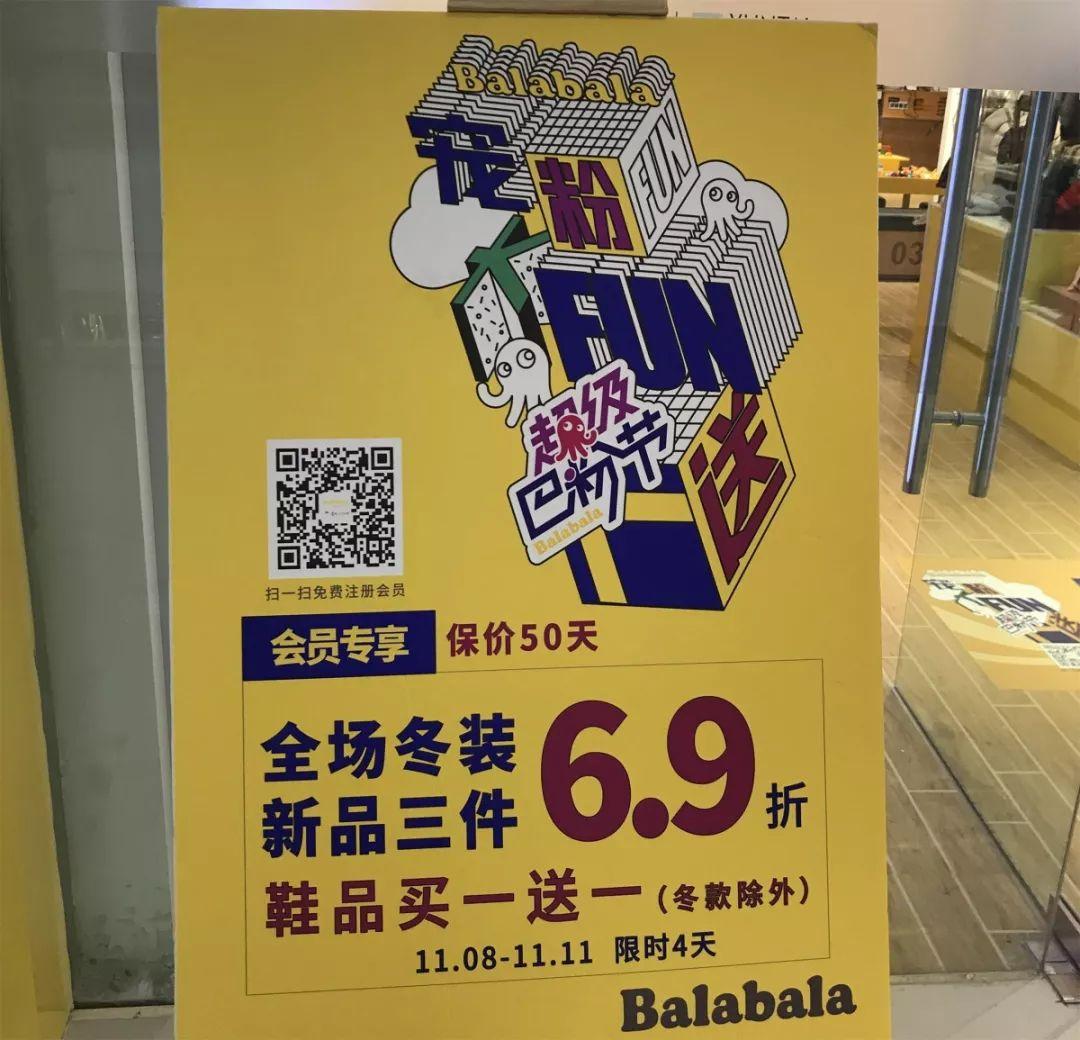 Balabala
宠
粉
FUN
大
FUN
送
超级
巴粉节
Balabala
扫一扫免费注册会员
会员专享 保价50天
全场冬装
新品三件
6.9折
鞋品买一送一(冬款除外)
11.08-11.11 限时4天
Balabala
03
Balabala